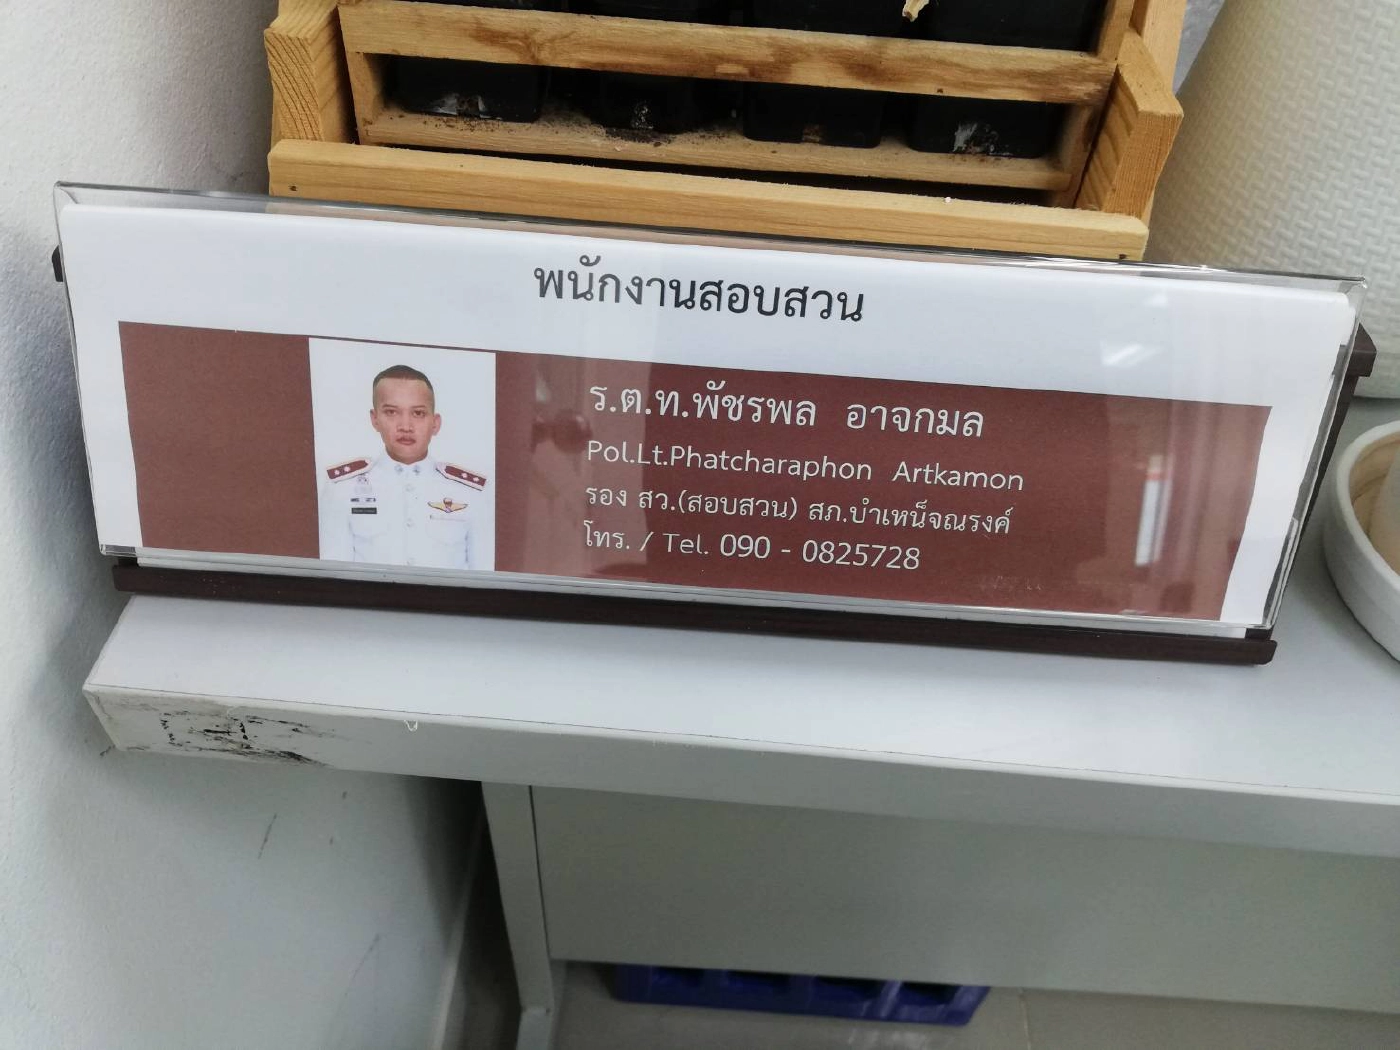 พนักงานสอบสวน
ร.ต.ท.พัชรพล อาจกมล
Pol.Lt.Phatcharaphon Artkamon
รอง สว.(สอบสวน) สภ.บำเหน็จณรงค์
โทร. / Tel. 090 - 0825728